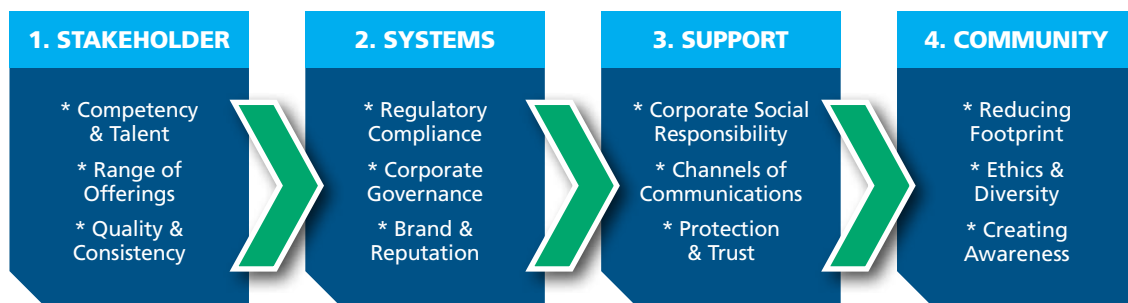 1. STAKEHOLDER
* Competency
& Talent
* Range of
Offerings
* Quality &
Consistency
2. SYSTEMS
* Regulatory
Compliance
* Corporate
Governance
* Brand &
Reputation
3. SUPPORT
* Corporate Social
Responsibility
* Channels of
Communications
* Protection
& Trust
4. COMMUNITY
* Reducing
Footprint
* Ethics &
Diversity
* Creating
Awareness